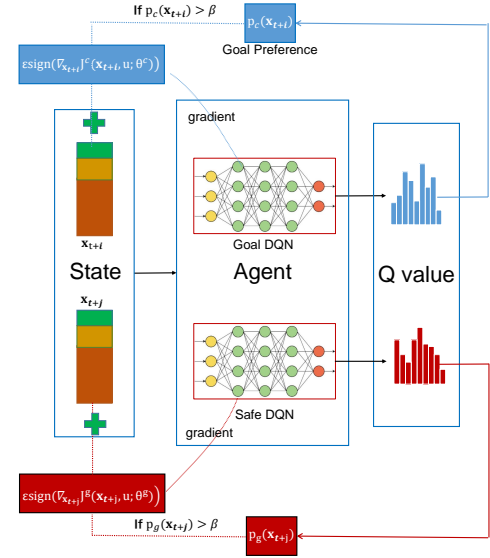 If p_c(x_{t+i}) > β
p_c(x_{t+i})
Goal Preference
εsign(∇_{x_{t+i}}J^c(x_{t+i}, u; θ^c))
gradient
x_{t+i}
Goal DQN
State
Agent
Q value
x_{t+j}
Safe DQN
gradient
εsign(∇_{x_{t+j}}J^g(x_{t+j}, u; θ^g))
If p_g(x_{t+j}) > β
p_g(x_{t+j})